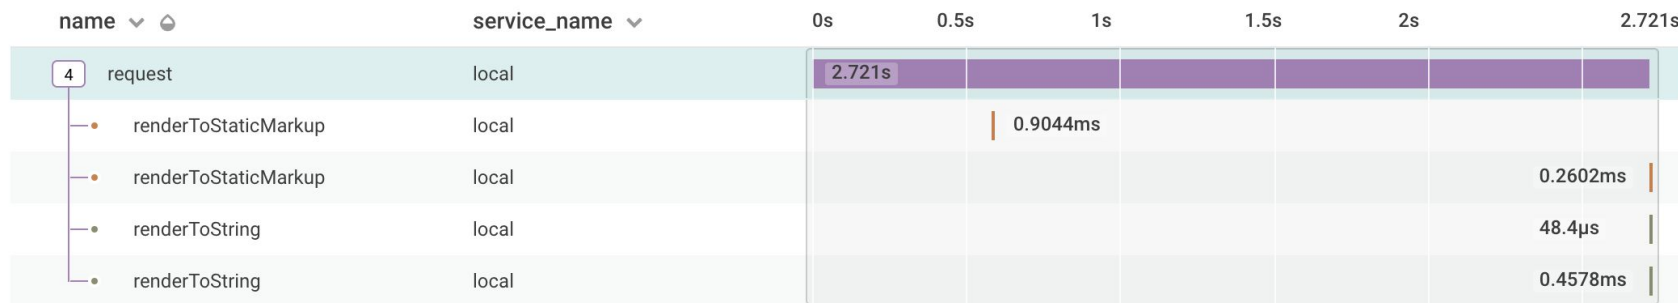 name service_name 0s 0.5s 1s 1.5s 2s 2.721s
4 request local 2.721s
renderToStaticMarkup local 0.9044ms
renderToStaticMarkup local 0.2602ms
renderToString local 48.4µs
renderToString local 0.4578ms